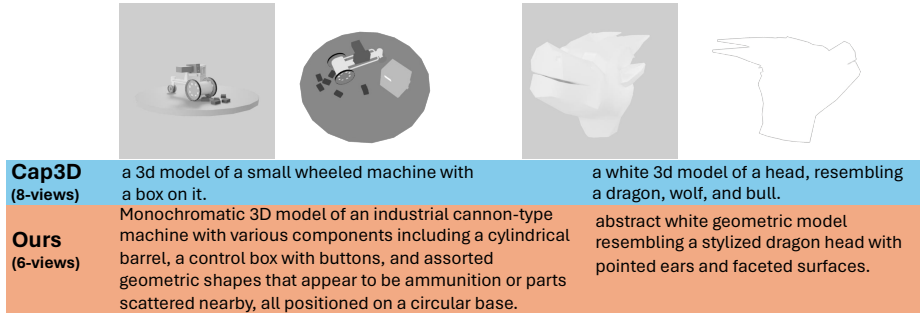 Cap3D
(8-views)
a 3d model of a small wheeled machine with
a box on it.
a white 3d model of a head, resembling
a dragon, wolf, and bull.
Ours
(6-views)
Monochromatic 3D model of an industrial cannon-type
machine with various components including a cylindrical
barrel, a control box with buttons, and assorted
geometric shapes that appear to be ammunition or parts
scattered nearby, all positioned on a circular base.
abstract white geometric model
resembling a stylized dragon head with
pointed ears and faceted surfaces.